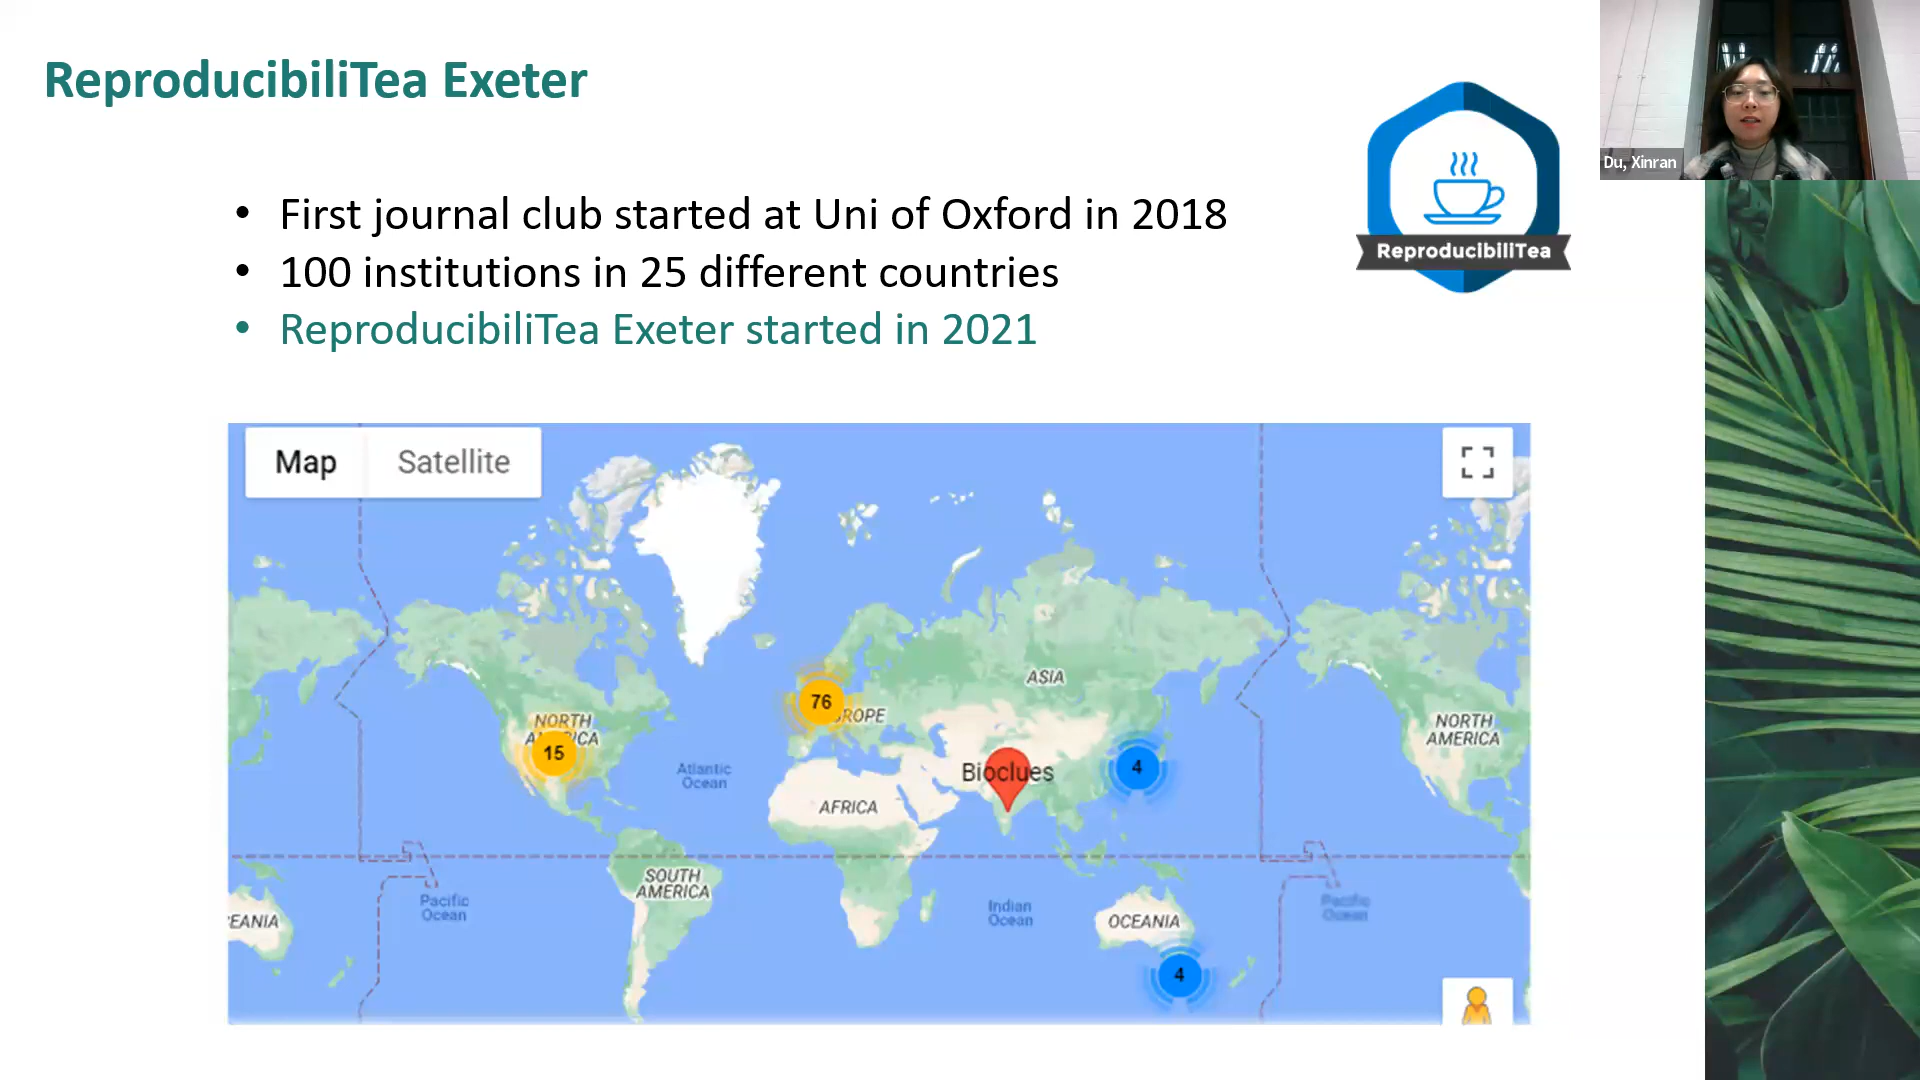 ReproducibiliTea Exeter
Du, Xinran
• First journal club started at Uni of Oxford in 2018
• 100 institutions in 25 different countries
• ReproducibiliTea Exeter started in 2021
ReproducibiliTea
Map
Satellite
ASIA
76
NORTH
15
Atlantic
Ocean
Bioclues
4
AFRICA
NORTH
AMERICA
SOUTH
AMERICA
Pacific
Ocean
Indian
Ocean
EANIA
OCEANIA
Pacific
Ocean
4